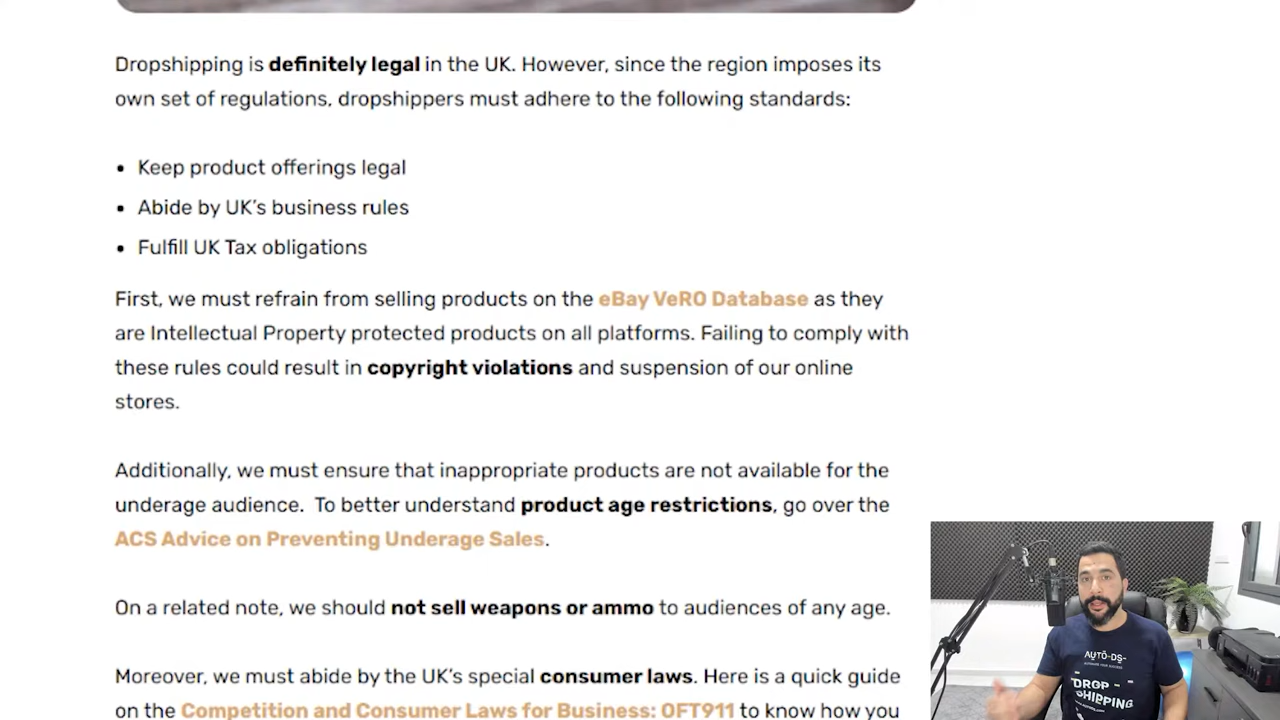 Dropshipping is definitely legal in the UK. However, since the region imposes its
own set of regulations, dropshippers must adhere to the following standards:
• Keep product offerings legal
• Abide by UK's business rules
• Fulfill UK Tax obligations
First, we must refrain from selling products on the eBay VeRO Database as they
are Intellectual Property protected products on all platforms. Failing to comply with
these rules could result in copyright violations and suspension of our online
stores.
Additionally, we must ensure that inappropriate products are not available for the
underage audience.  To better understand product age restrictions, go over the
ACS Advice on Preventing Underage Sales.
On a related note, we should not sell weapons or ammo to audiences of any age.
Moreover, we must abide by the UK's special consumer laws. Here is a quick guide
on the Competition and Consumer Laws for Business: OFT911 to know how you
AUTO-DS-
AUTOMATE YOUR SUCCESS
DROP
SHIPPING